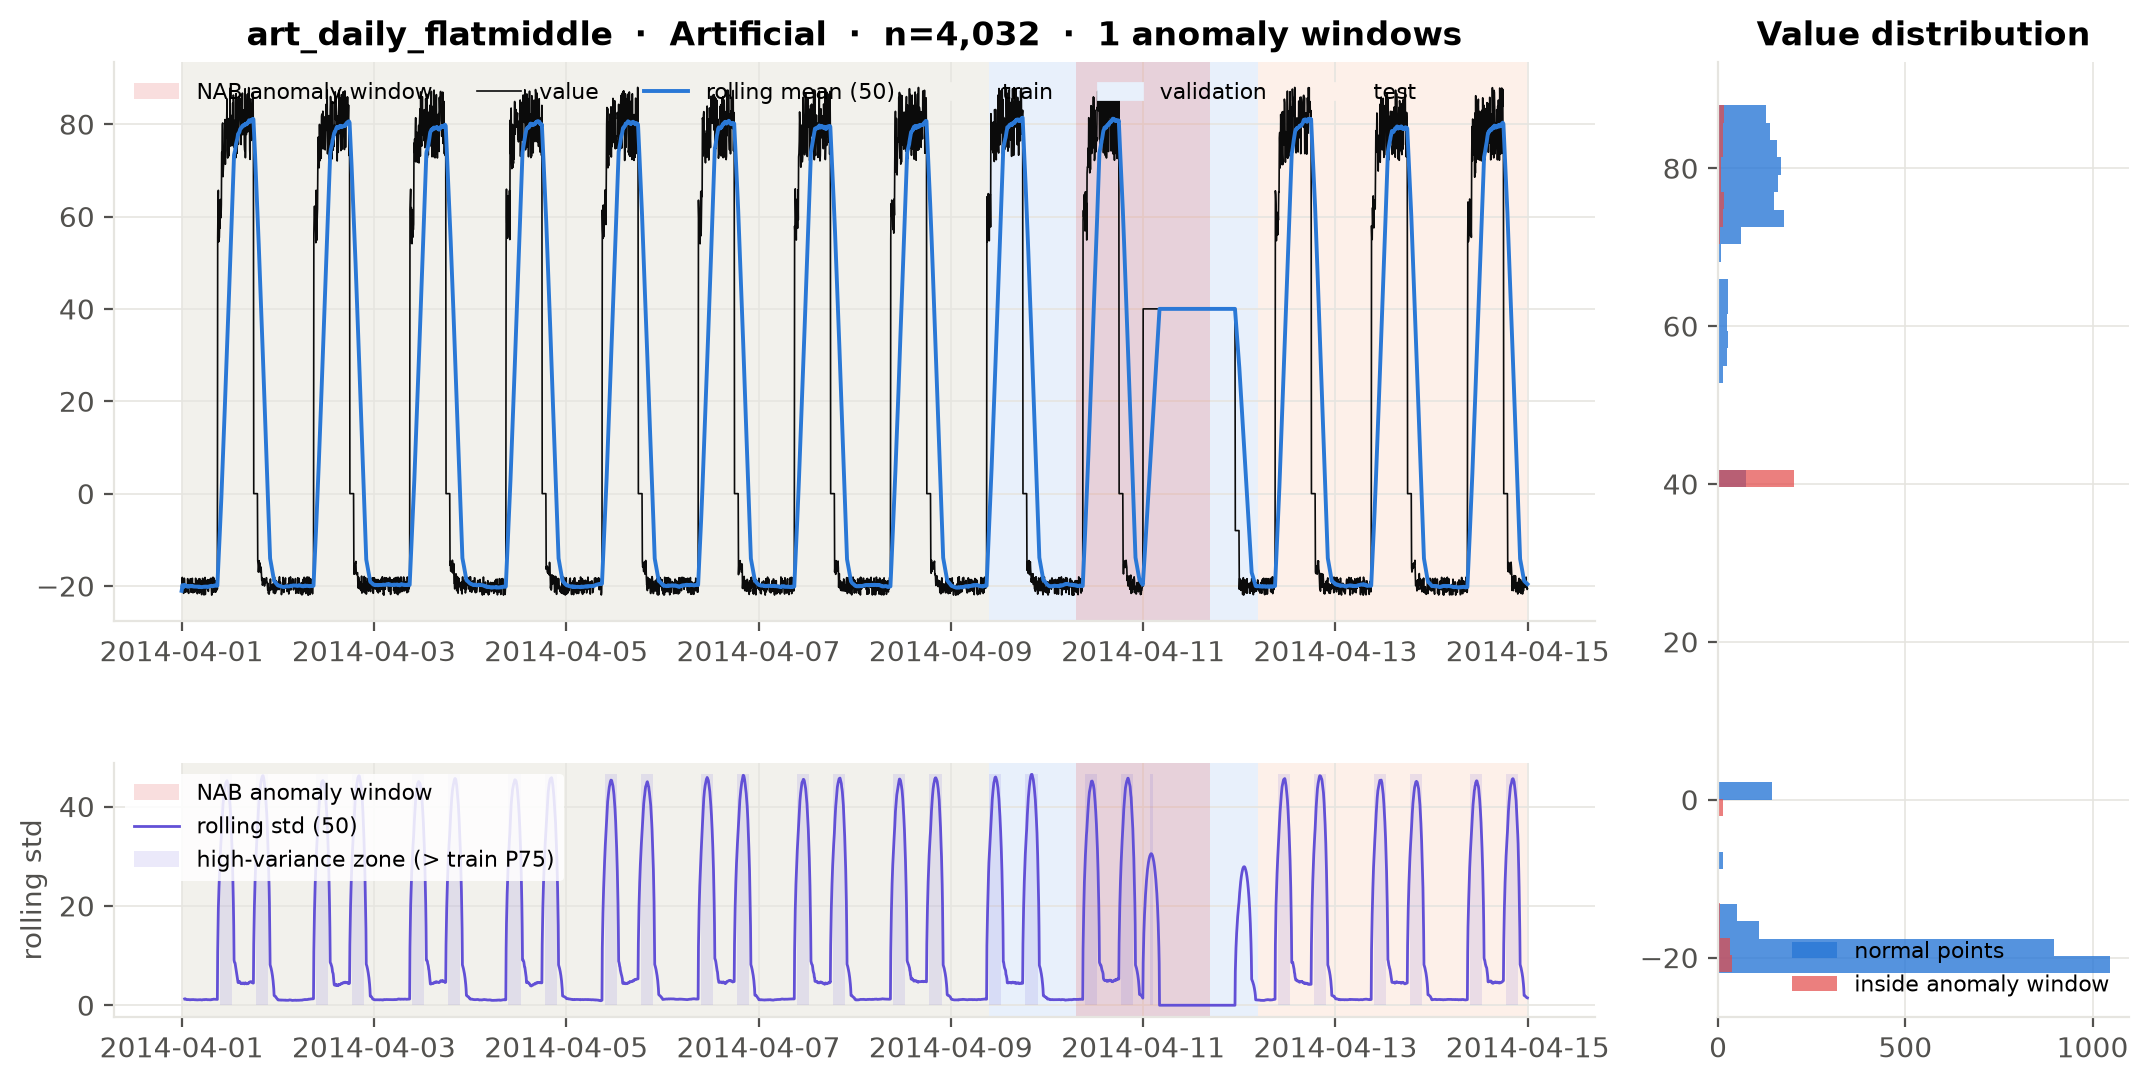 art_daily_flatmiddle · Artificial · n=4,032 · 1 anomaly windows
NAB anomaly window value rolling mean (50) train validation test
80
60
40
20
0
−20
2014-04-01 2014-04-03 2014-04-05 2014-04-07 2014-04-09 2014-04-11 2014-04-13 2014-04-15
rolling std
NAB anomaly window
rolling std (50)
high-variance zone (> train P75)
40
20
0
2014-04-01 2014-04-03 2014-04-05 2014-04-07 2014-04-09 2014-04-11 2014-04-13 2014-04-15
Value distribution
80
60
40
20
0
−20
normal points
inside anomaly window
0 500 1000